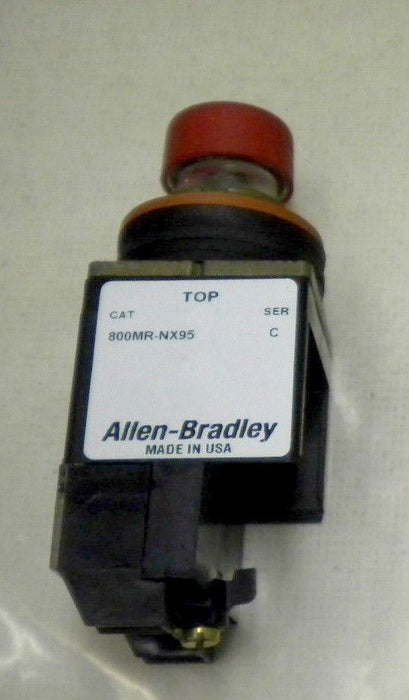 TOP
CAT SER
800MR-NX95 C
Allen-Bradley
MADE IN USA